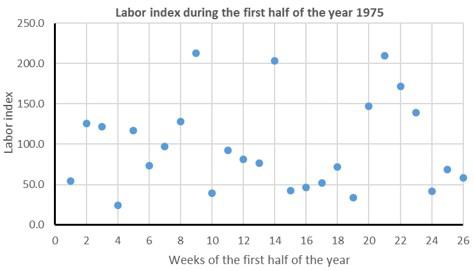 Labor index during the first half of the year 1975
250.0
200.0
150.0
100.0
50.0
0.0
Labor index
0 2 4 6 8 10 12 14 16 18 20 22 24 26
Weeks of the first half of the year